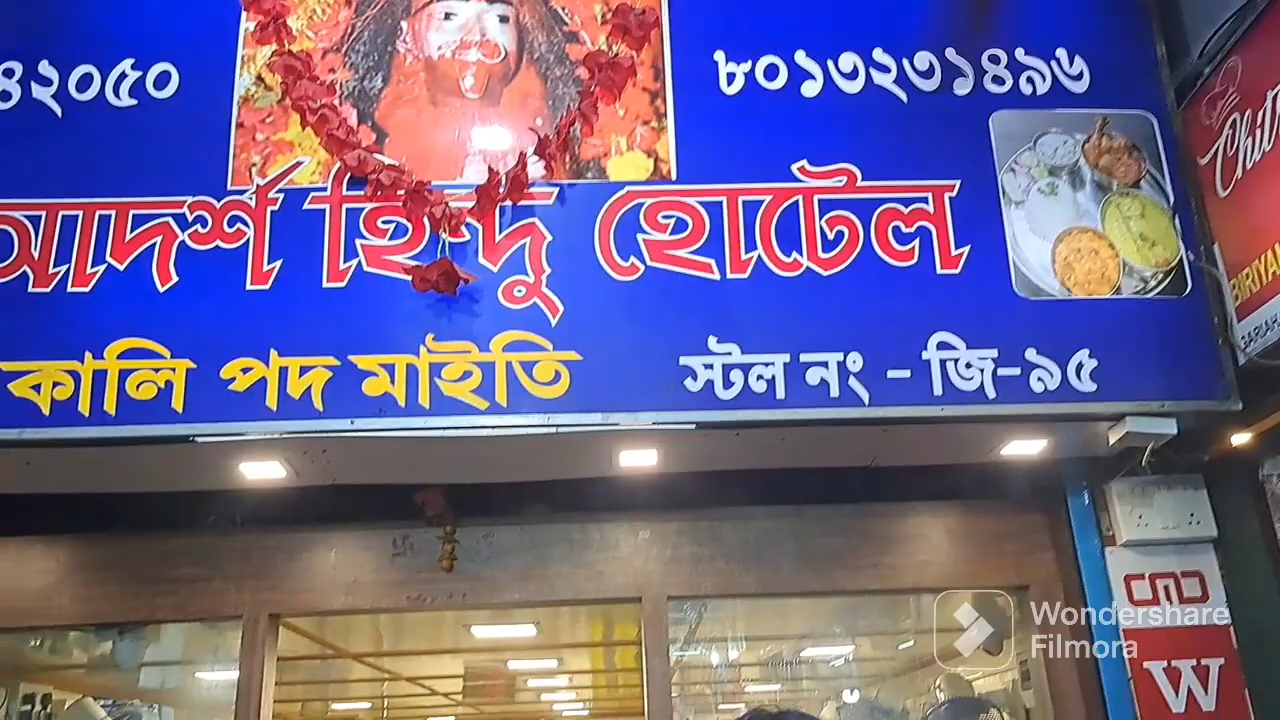 ৪২০৫০
৮০১৩২৩১৪৯৬
আদর্শ হিন্দু হোটেল
কালি পদ মাইতি
স্টল নং - জি-৯৫
W
Wondershare
Filmora